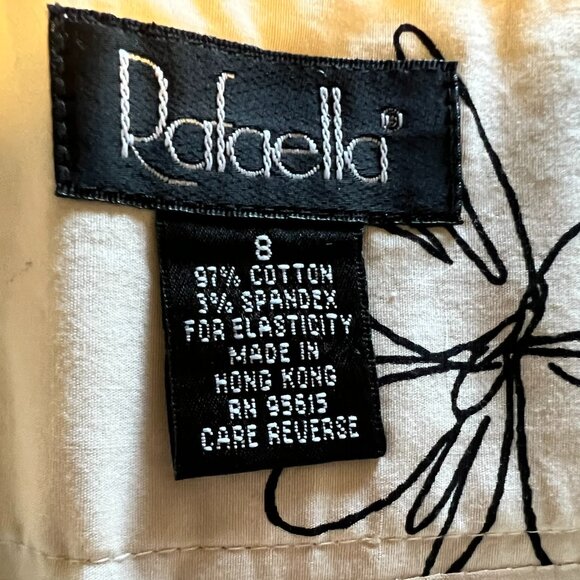 Rafaella®
8
97% COTTON
3% SPANDEX
FOR ELASTICITY
MADE IN
HONG KONG
RN 95615
CARE REVERSE